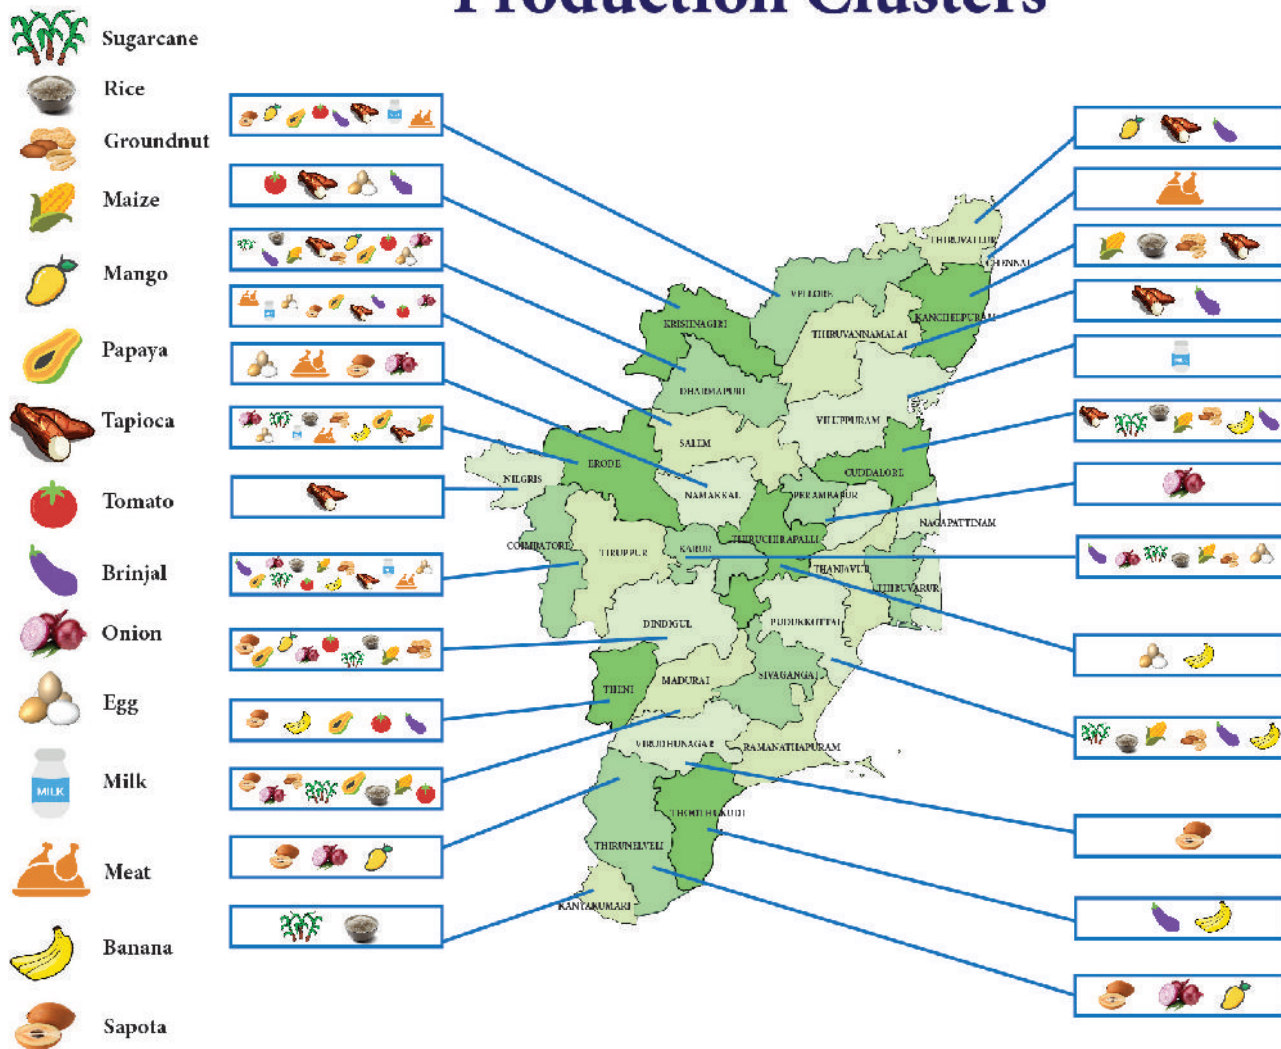 Production Clusters
Sugarcane
Rice
Groundnut
Maize
Mango
Papaya
Tapioca
Tomato
Brinjal
Onion
Egg
Milk
MILK
Meat
Banana
Sapota
THIRUVALLUR
CHENNAI
VELLORE
KANCHEEPURAM
KRISHNAGIRI
THIRUVANNAMALAI
DHARMAPURI
VILUPPURAM
SALEM
ERODE
CUDDALORE
NILGRIS
NAMAKKAL
PERAMBALUR
NAGAPATTINAM
THIRUCHIRAPALLI
COIMBATORE
TIRUPPUR
KARUR
THANJAVUR
THIRUVARUR
DINDIGUL
PUDUKKOTTAI
MADURAI
SIVAGANGAI
THENI
VIRUDHUNAGAR
RAMANATHAPURAM
THOOTHUKUDI
THIRUNELVELI
KANYAKUMARI